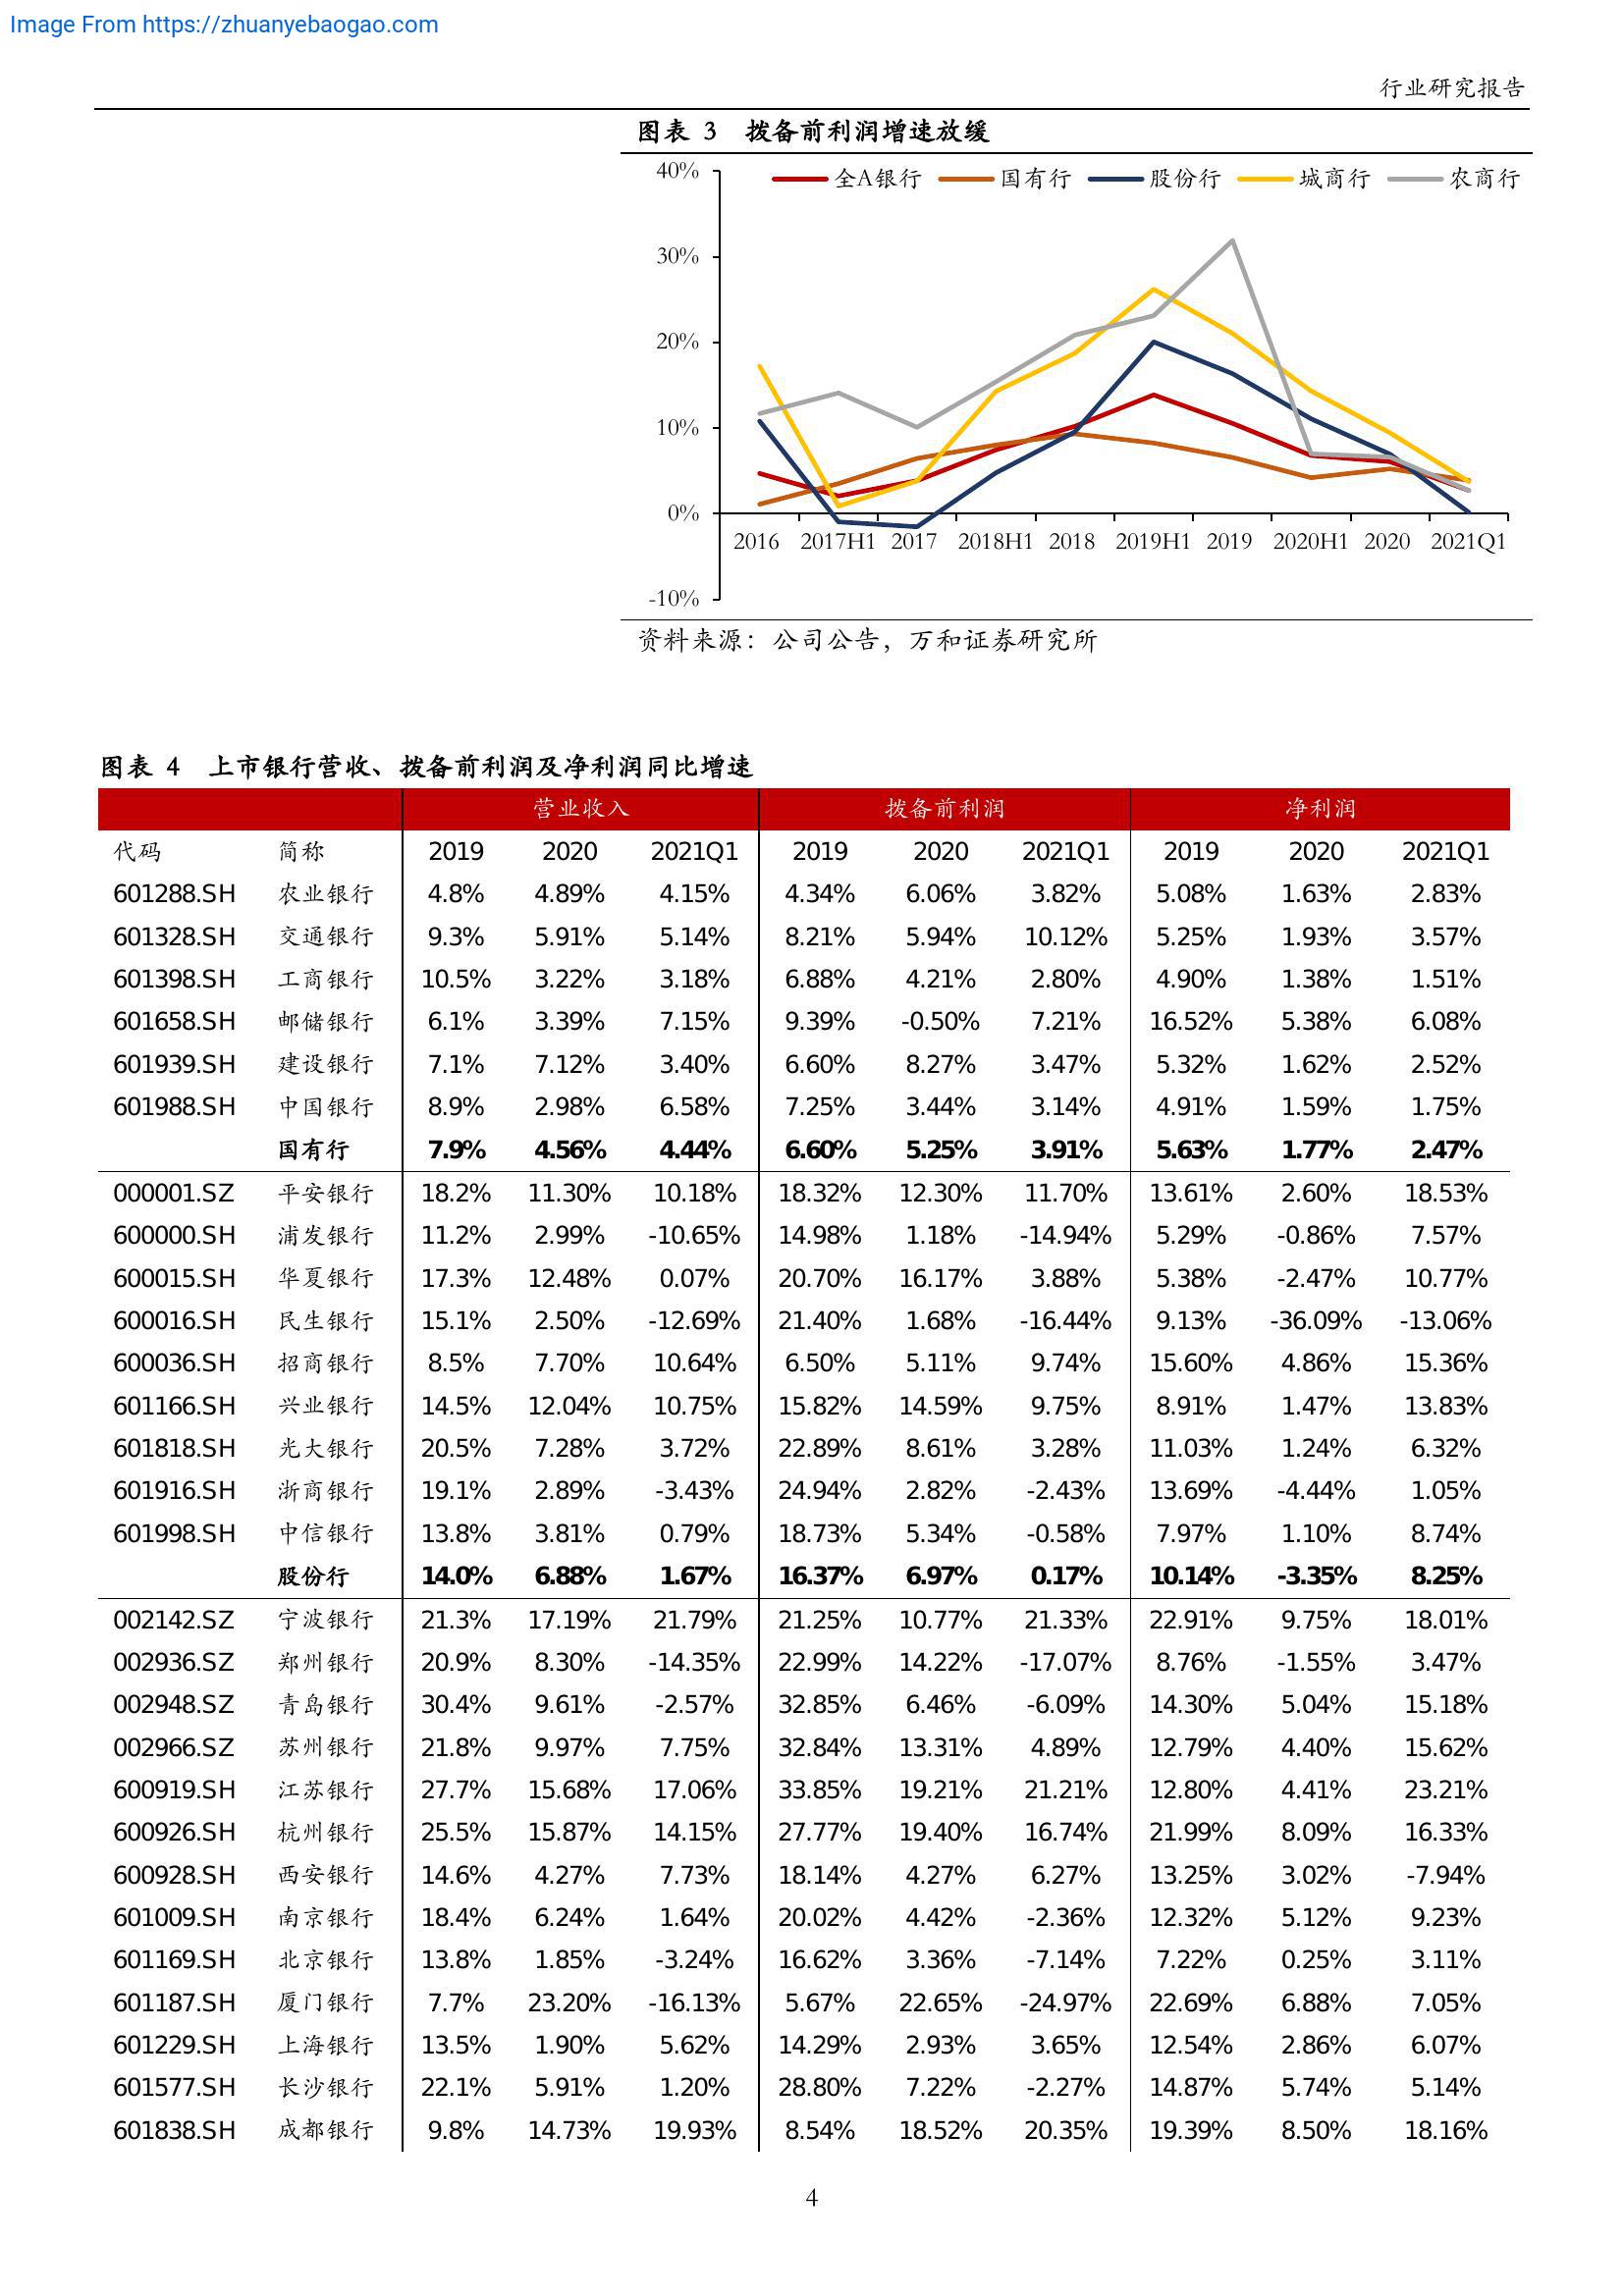 Image From https://zhuanyebaogao.com
行业研究报告
图表 3 拨备前利润增速放缓
全A银行 国有行 股份行 城商行 农商行
40%
30%
20%
10%
0%
-10%
2016 2017H1 2017 2018H1 2018 2019H1 2019 2020H1 2020 2021Q1
资料来源：公司公告，万和证券研究所
图表 4 上市银行营收、拨备前利润及净利润同比增速
营业收入 拨备前利润 净利润
代码 简称 2019 2020 2021Q1 2019 2020 2021Q1 2019 2020 2021Q1
601288.SH 农业银行 4.8% 4.89% 4.15% 4.34% 6.06% 3.82% 5.08% 1.63% 2.83%
601328.SH 交通银行 9.3% 5.91% 5.14% 8.21% 5.94% 10.12% 5.25% 1.93% 3.57%
601398.SH 工商银行 10.5% 3.22% 3.18% 6.88% 4.21% 2.80% 4.90% 1.38% 1.51%
601658.SH 邮储银行 6.1% 3.39% 7.15% 9.39% -0.50% 7.21% 16.52% 5.38% 6.08%
601939.SH 建设银行 7.1% 7.12% 3.40% 6.60% 8.27% 3.47% 5.32% 1.62% 2.52%
601988.SH 中国银行 8.9% 2.98% 6.58% 7.25% 3.44% 3.14% 4.91% 1.59% 1.75%
国有行 7.9% 4.56% 4.44% 6.60% 5.25% 3.91% 5.63% 1.77% 2.47%
000001.SZ 平安银行 18.2% 11.30% 10.18% 18.32% 12.30% 11.70% 13.61% 2.60% 18.53%
600000.SH 浦发银行 11.2% 2.99% -10.65% 14.98% 1.18% -14.94% 5.29% -0.86% 7.57%
600015.SH 华夏银行 17.3% 12.48% 0.07% 20.70% 16.17% 3.88% 5.38% -2.47% 10.77%
600016.SH 民生银行 15.1% 2.50% -12.69% 21.40% 1.68% -16.44% 9.13% -36.09% -13.06%
600036.SH 招商银行 8.5% 7.70% 10.64% 6.50% 5.11% 9.74% 15.60% 4.86% 15.36%
601166.SH 兴业银行 14.5% 12.04% 10.75% 15.82% 14.59% 9.75% 8.91% 1.47% 13.83%
601818.SH 光大银行 20.5% 7.28% 3.72% 22.89% 8.61% 3.28% 11.03% 1.24% 6.32%
601916.SH 浙商银行 19.1% 2.89% -3.43% 24.94% 2.82% -2.43% 13.69% -4.44% 1.05%
601998.SH 中信银行 13.8% 3.81% 0.79% 18.73% 5.34% -0.58% 7.97% 1.10% 8.74%
股份行 14.0% 6.88% 1.67% 16.37% 6.97% 0.17% 10.14% -3.35% 8.25%
002142.SZ 宁波银行 21.3% 17.19% 21.79% 21.25% 10.77% 21.33% 22.91% 9.75% 18.01%
002936.SZ 郑州银行 20.9% 8.30% -14.35% 22.99% 14.22% -17.07% 8.76% -1.55% 3.47%
002948.SZ 青岛银行 30.4% 9.61% -2.57% 32.85% 6.46% -6.09% 14.30% 5.04% 15.18%
002966.SZ 苏州银行 21.8% 9.97% 7.75% 32.84% 13.31% 4.89% 12.79% 4.40% 15.62%
600919.SH 江苏银行 27.7% 15.68% 17.06% 33.85% 19.21% 21.21% 12.80% 4.41% 23.21%
600926.SH 杭州银行 25.5% 15.87% 14.15% 27.77% 19.40% 16.74% 21.99% 8.09% 16.33%
600928.SH 西安银行 14.6% 4.27% 7.73% 18.14% 4.27% 6.27% 13.25% 3.02% -7.94%
601009.SH 南京银行 18.4% 6.24% 1.64% 20.02% 4.42% -2.36% 12.32% 5.12% 9.23%
601169.SH 北京银行 13.8% 1.85% -3.24% 16.62% 3.36% -7.14% 7.22% 0.25% 3.11%
601187.SH 厦门银行 7.7% 23.20% -16.13% 5.67% 22.65% -24.97% 22.69% 6.88% 7.05%
601229.SH 上海银行 13.5% 1.90% 5.62% 14.29% 2.93% 3.65% 12.54% 2.86% 6.07%
601577.SH 长沙银行 22.1% 5.91% 1.20% 28.80% 7.22% -2.27% 14.87% 5.74% 5.14%
601838.SH 成都银行 9.8% 14.73% 19.93% 8.54% 18.52% 20.35% 19.39% 8.50% 18.16%
4